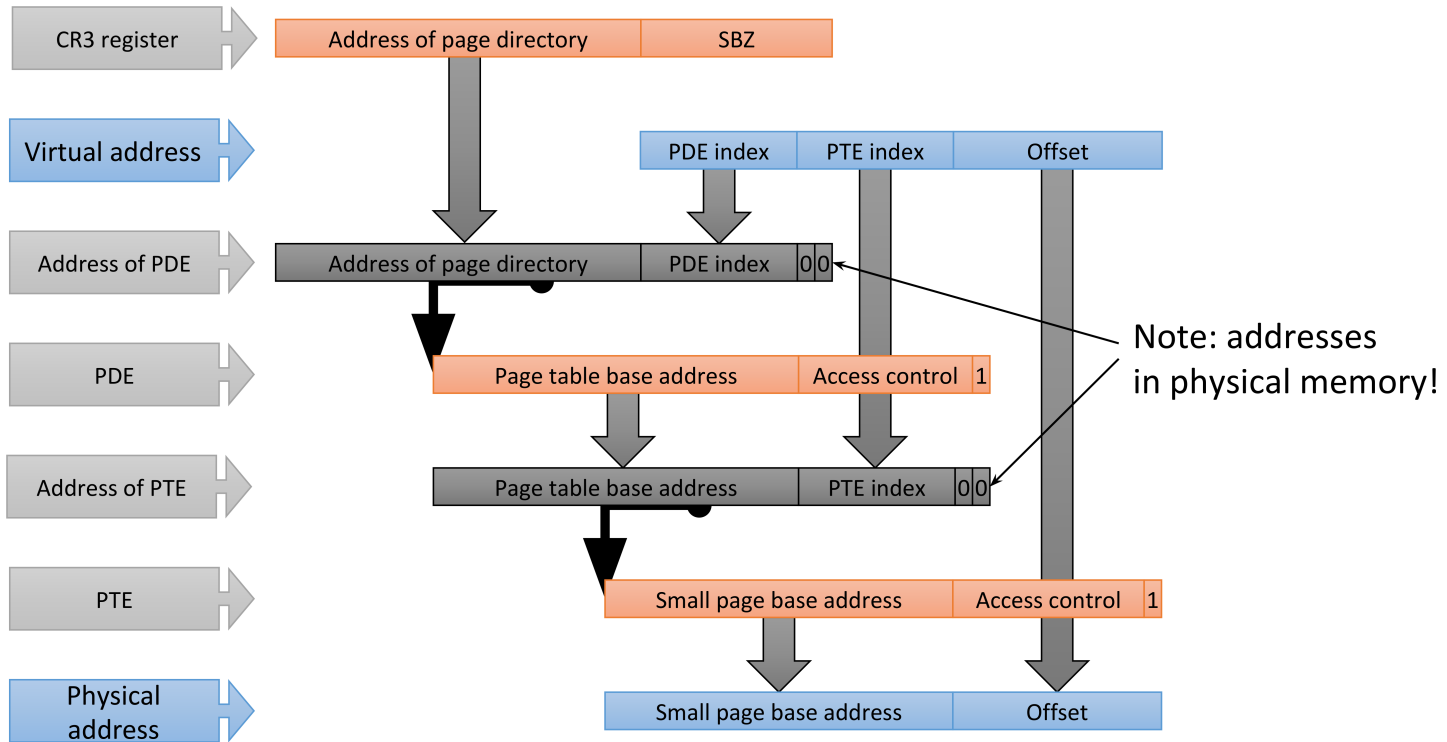 CR3 register
Address of page directory SBZ
Virtual address
PDE index PTE index Offset
Address of PDE
Address of page directory PDE index 0 0
Note: addresses
in physical memory!
PDE
Page table base address Access control 1
Address of PTE
Page table base address PTE index 0 0
PTE
Small page base address Access control 1
Physical
address
Small page base address Offset